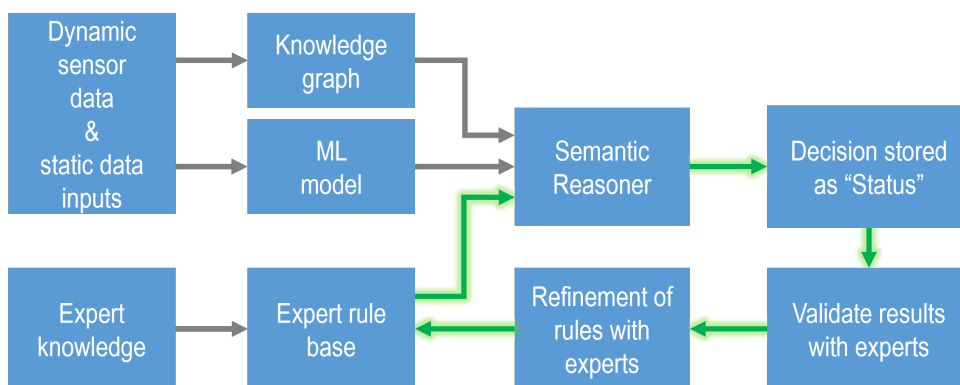 Dynamic
sensor
data
&
static data
inputs
Knowledge
graph
ML
model
Semantic
Reasoner
Decision stored
as “Status”
Expert
knowledge
Expert rule
base
Refinement of
rules with
experts
Validate results
with experts